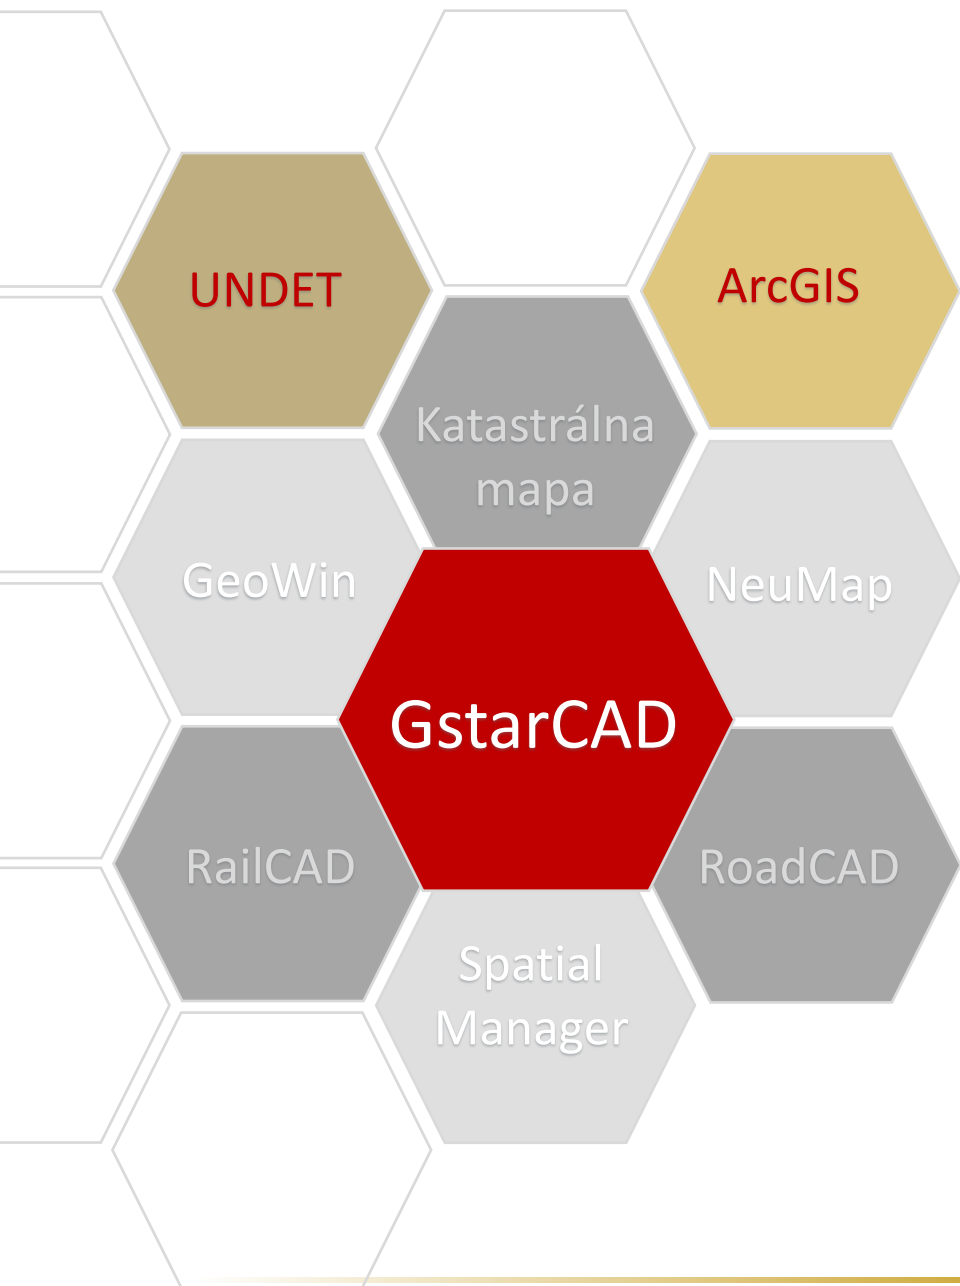 UNDET
ArcGIS
Katastrálna
mapa
GeoWin
NeuMap
GstarCAD
RailCAD
RoadCAD
Spatial
Manager